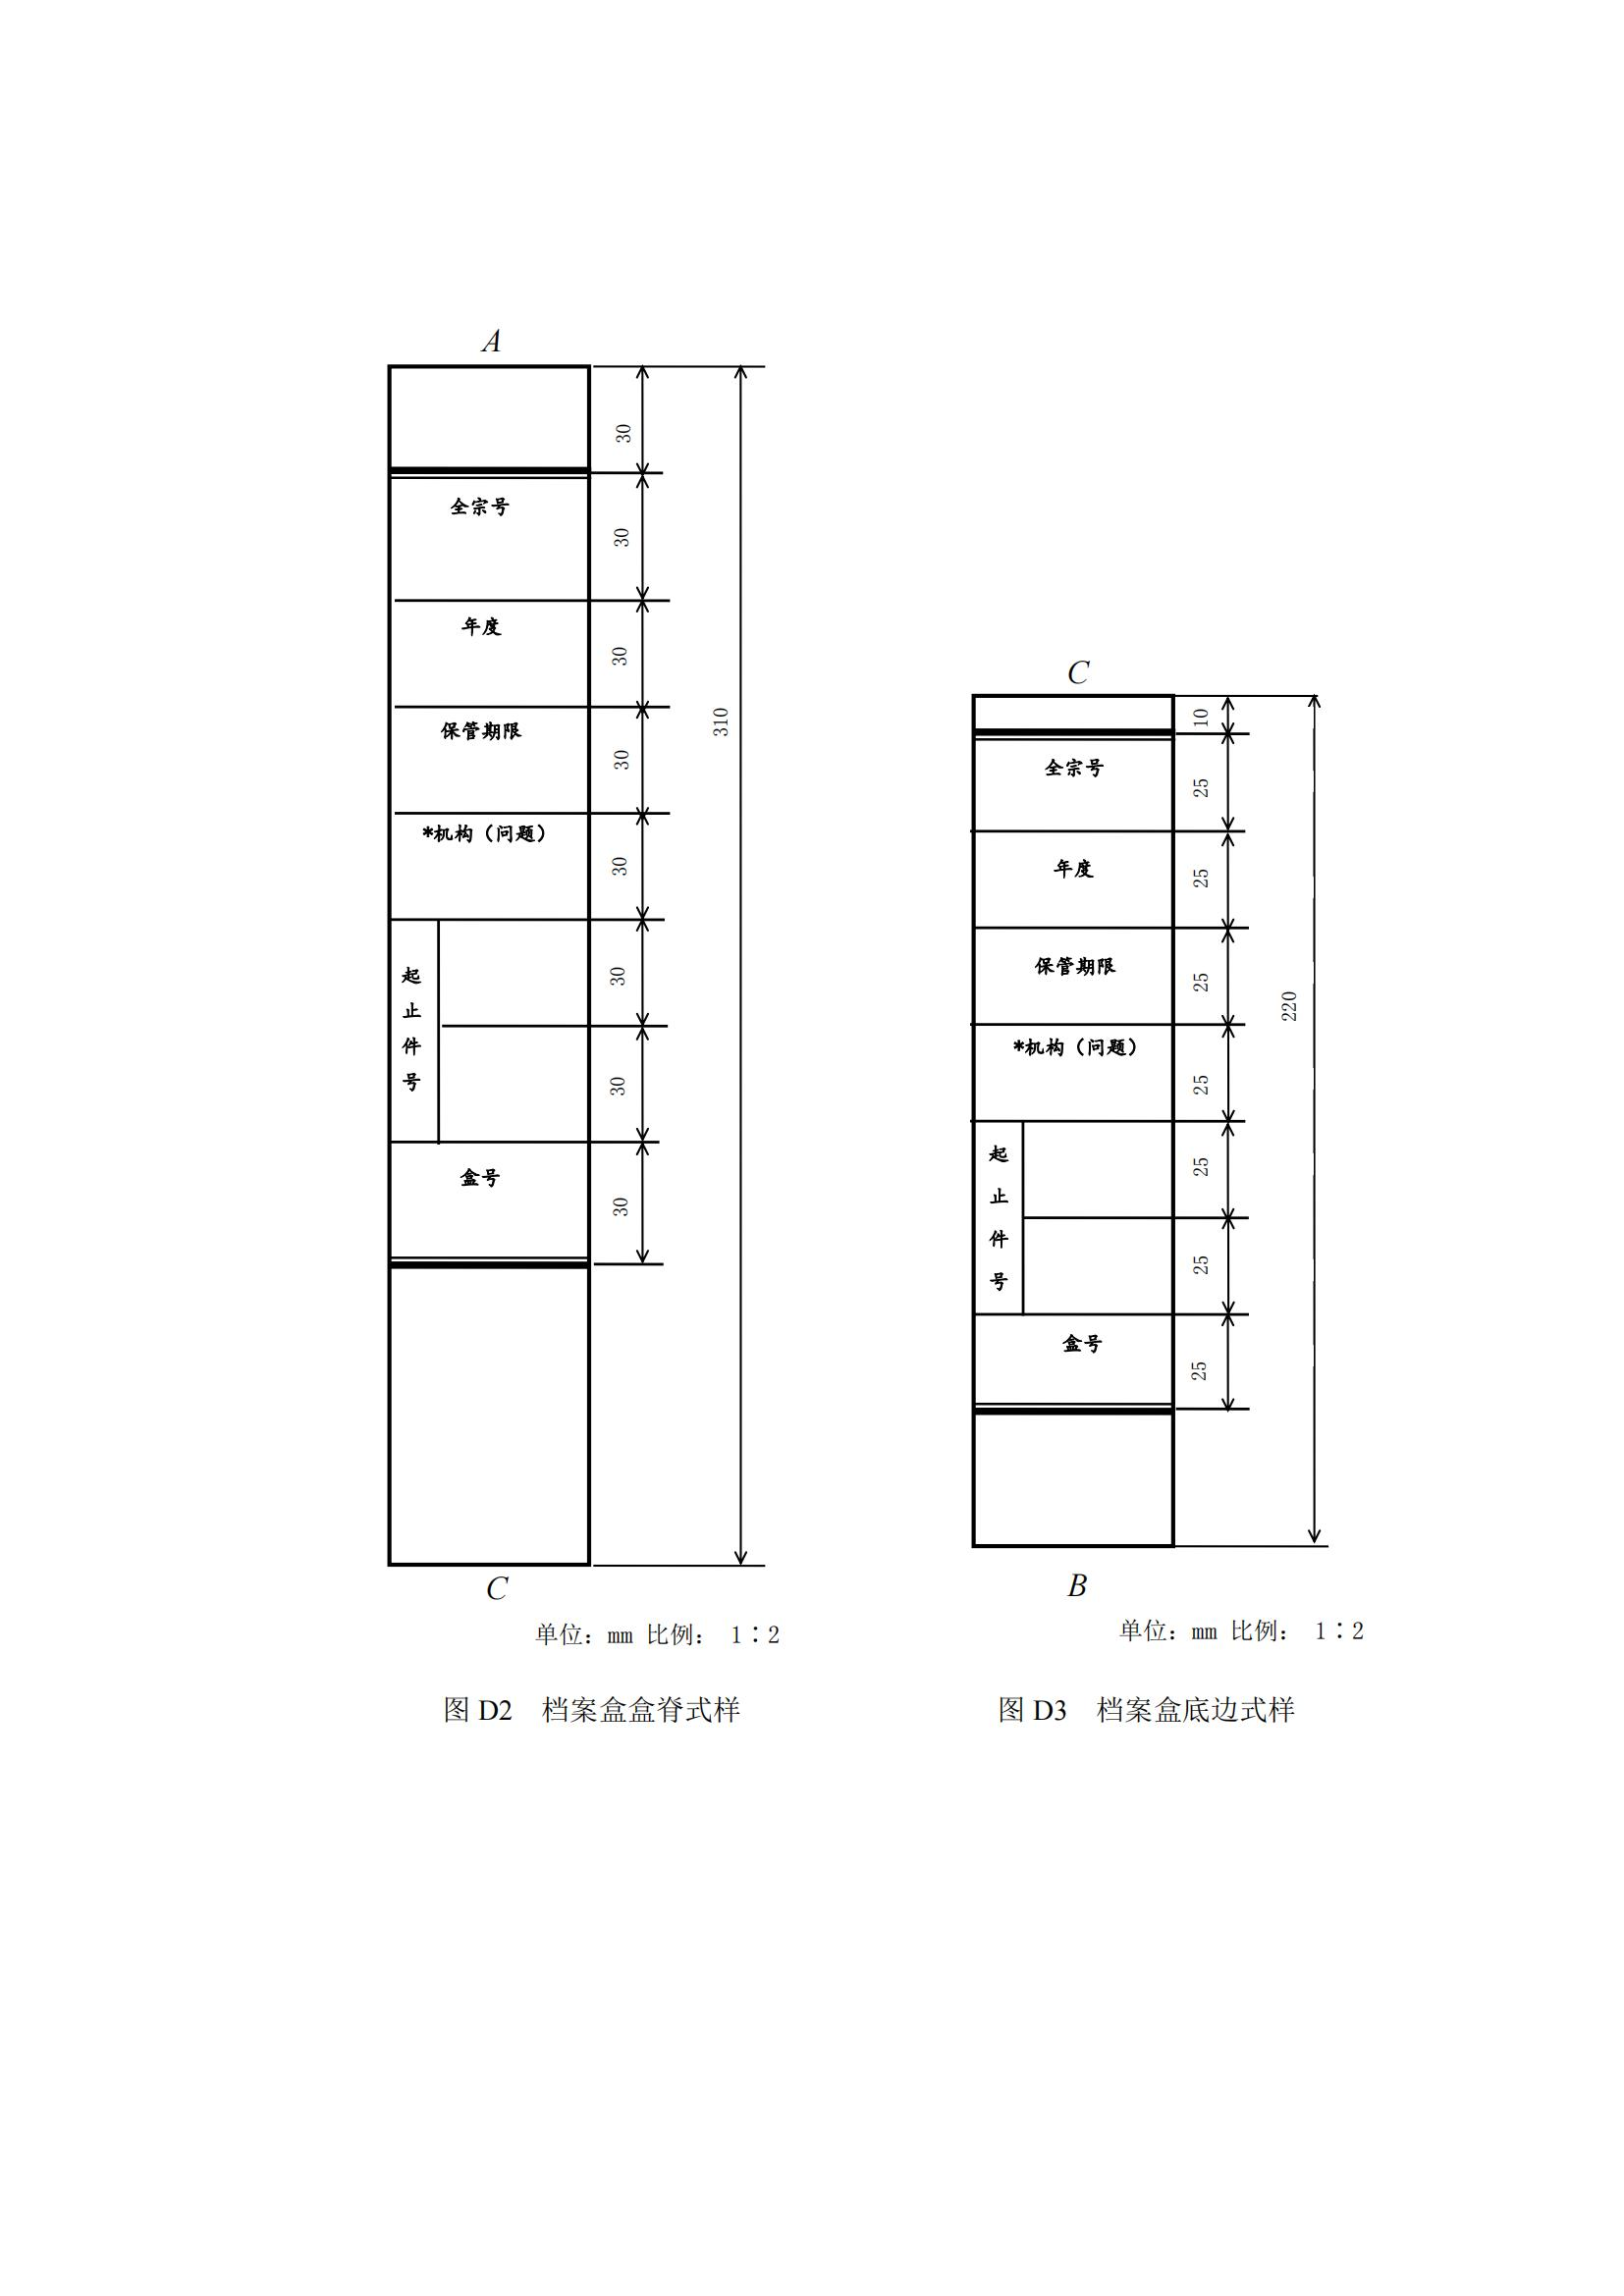 A
30
全宗号
30
年度
30
保管期限
30
*机构（问题）
30
起
止
件
号
30
30
盒号
30
310
C
单位：mm 比例： 1∶2
图 D2 档案盒盒脊式样
C
10
全宗号
25
年度
25
保管期限
25
*机构（问题）
25
起
止
件
号
25
25
盒号
25
220
B
单位：mm 比例： 1∶2
图 D3 档案盒底边式样